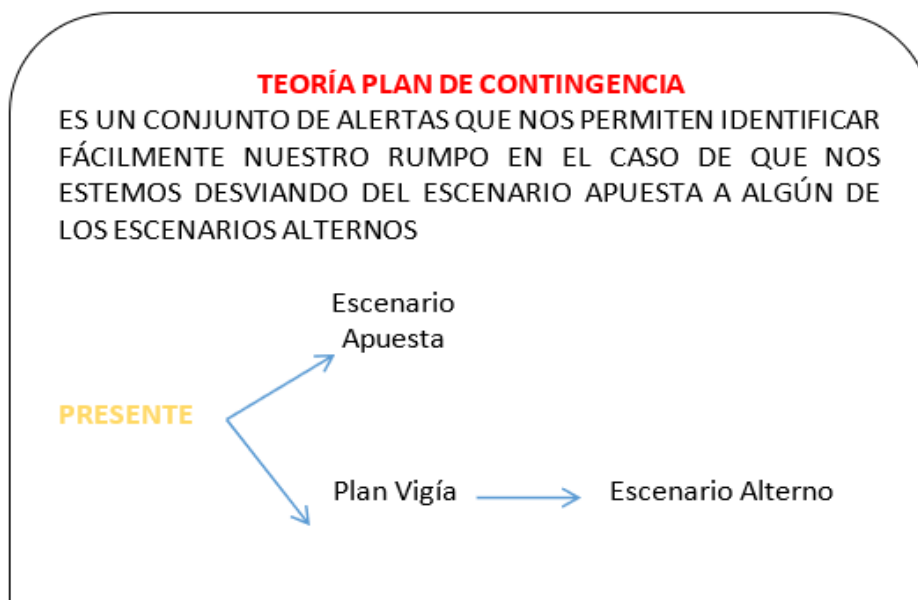 TEORÍA PLAN DE CONTINGENCIA
ES UN CONJUNTO DE ALERTAS QUE NOS PERMITEN IDENTIFICAR
FÁCILMENTE NUESTRO RUMPO EN EL CASO DE QUE NOS
ESTEMOS DESVIANDO DEL ESCENARIO APUESTA A ALGÚN DE
LOS ESCENARIOS ALTERNOS
Escenario
Apuesta
PRESENTE
Plan Vigía
Escenario Alterno